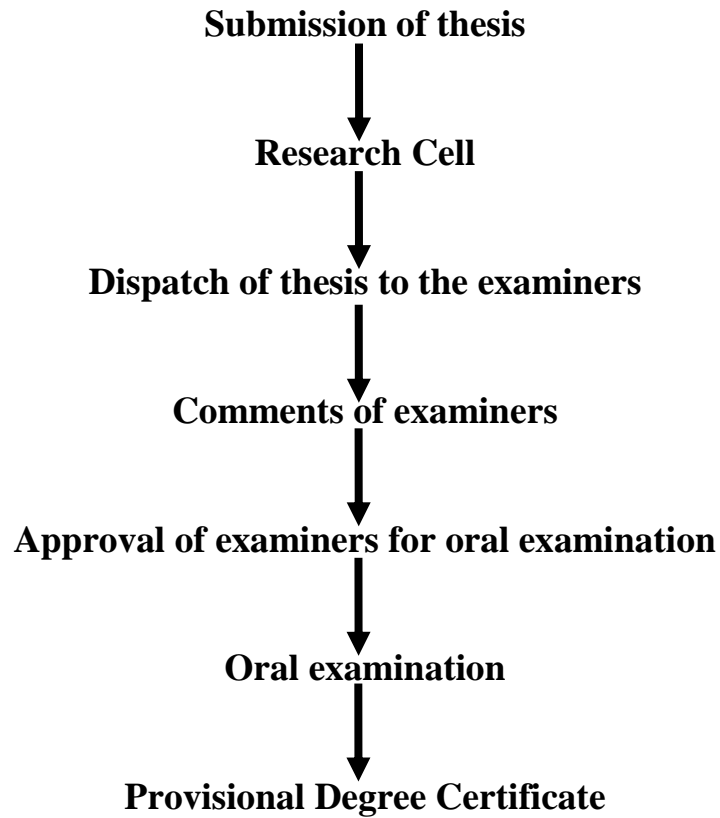 Submission of thesis
Research Cell
Dispatch of thesis to the examiners
Comments of examiners
Approval of examiners for oral examination
Oral examination
Provisional Degree Certificate